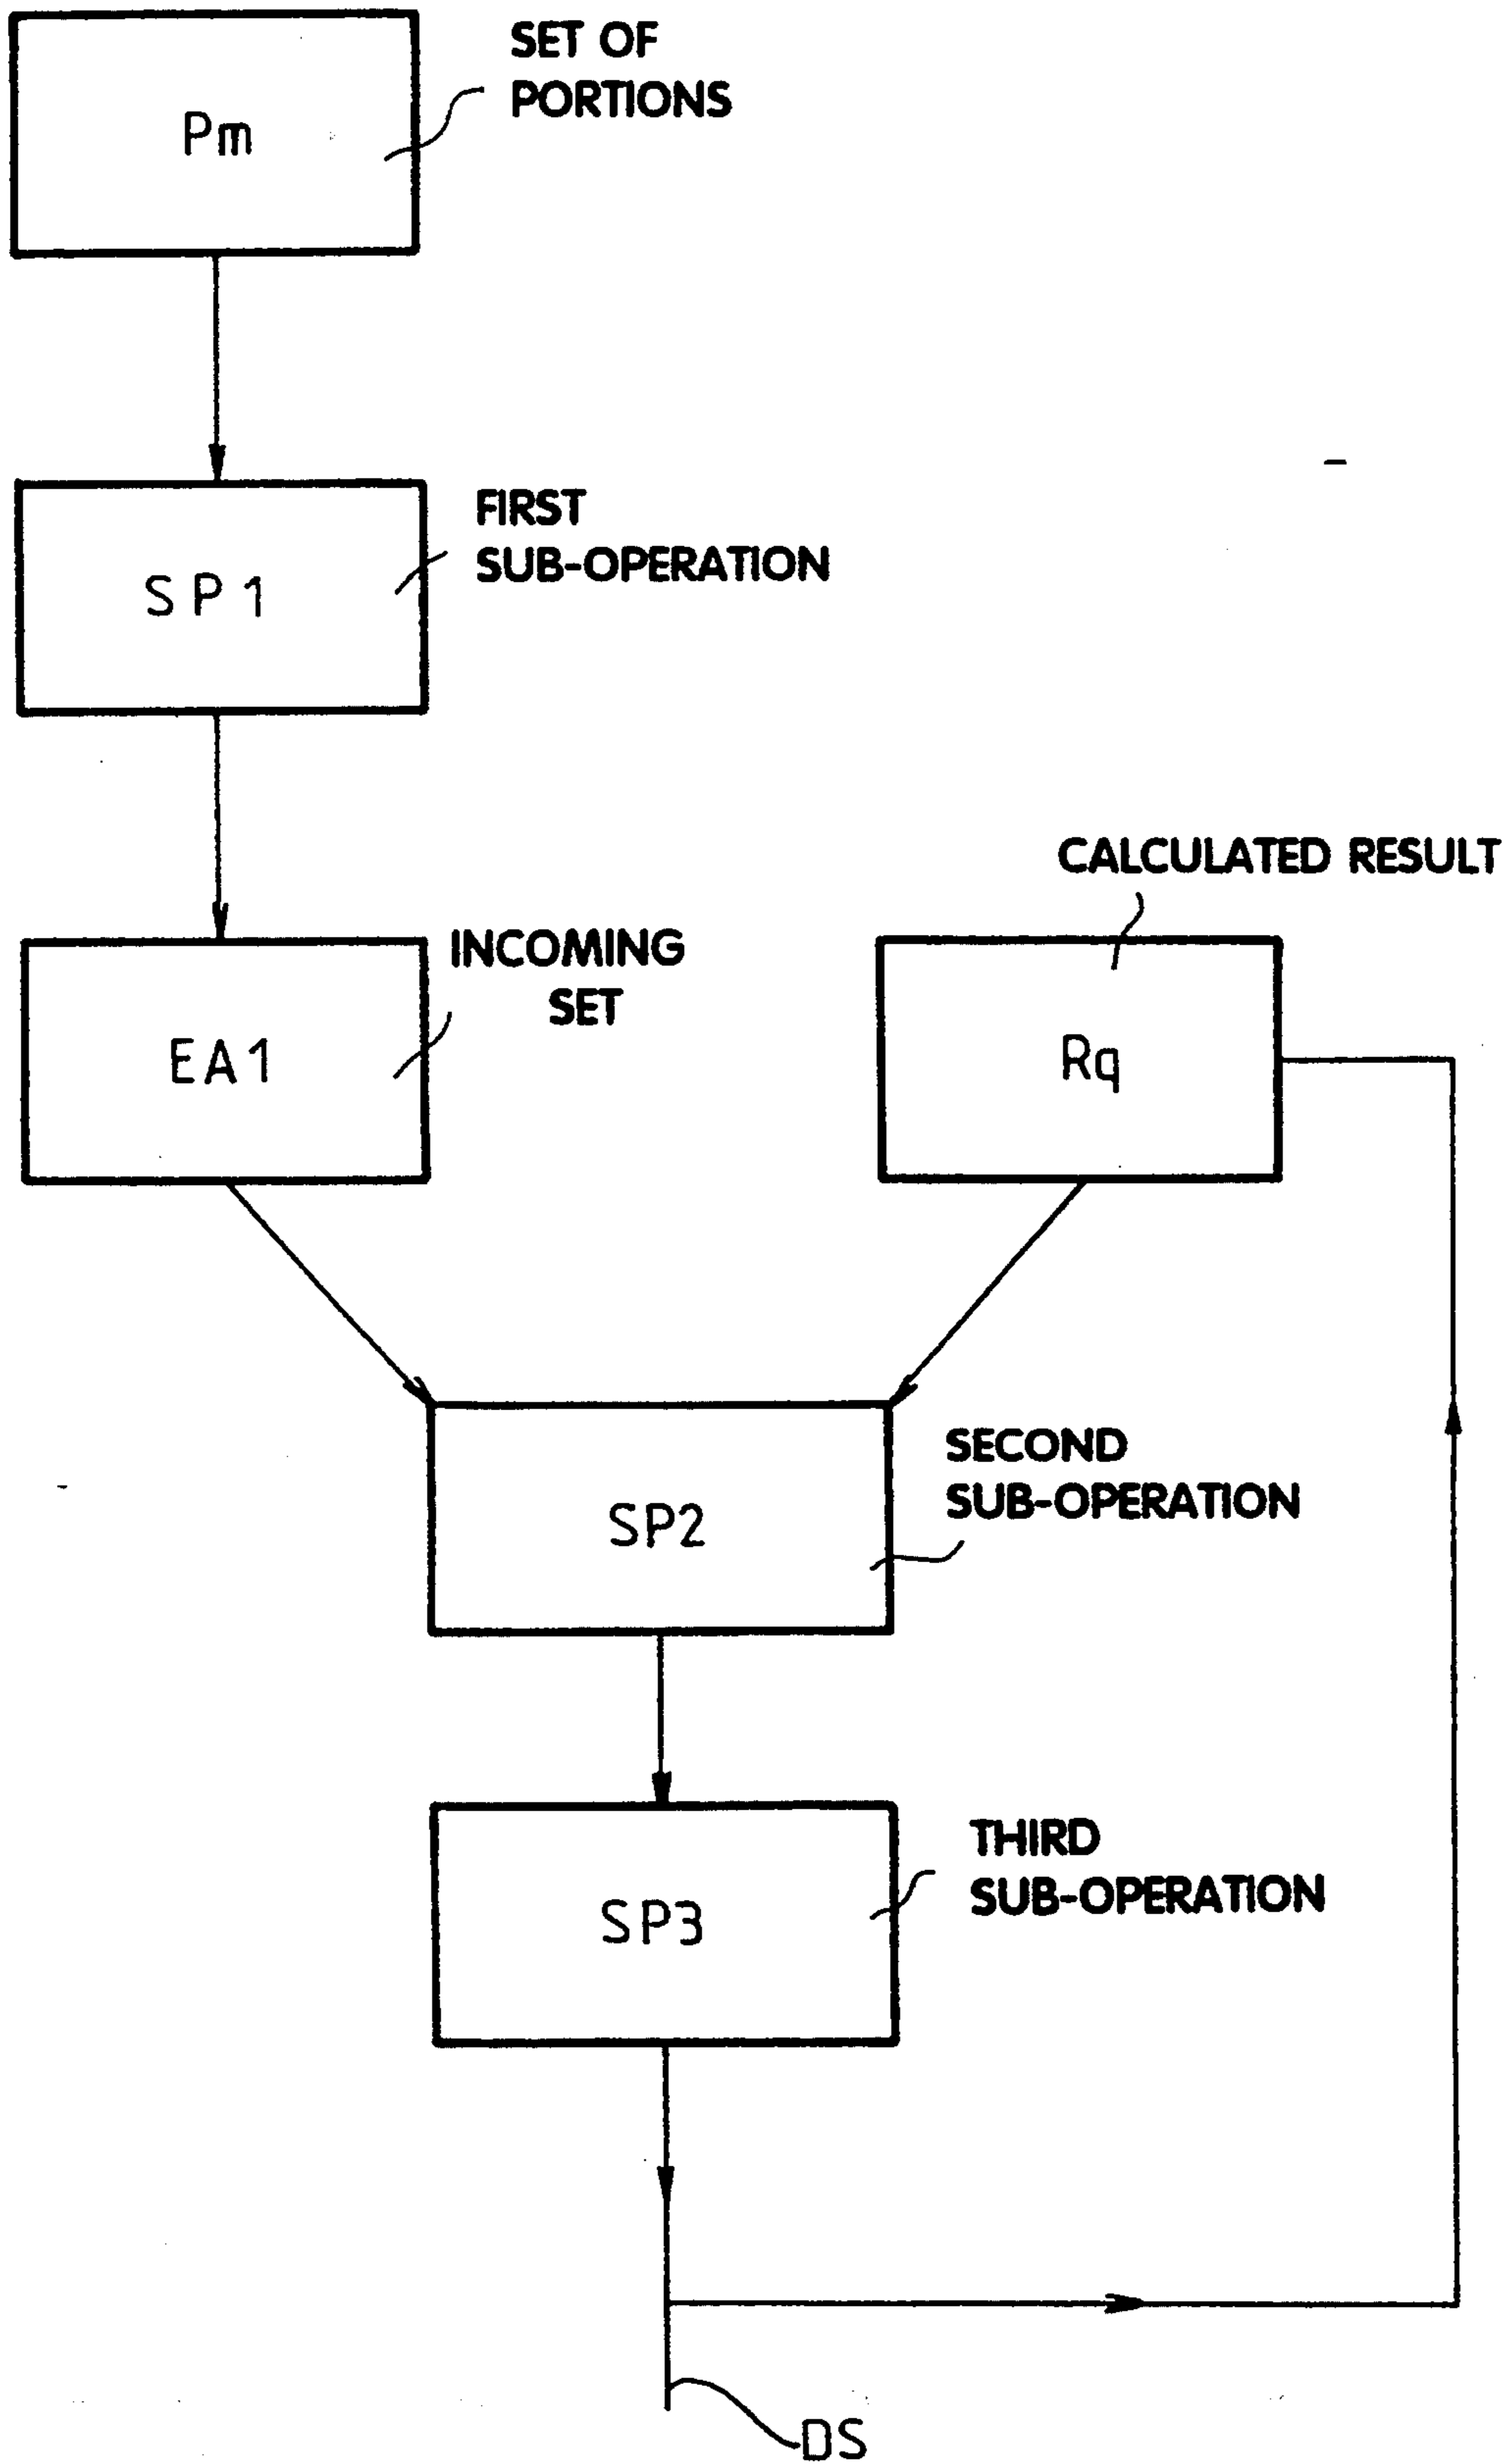 SET OF
PORTIONS
Pm
FIRST
SUB-OPERATION
SP1
CALCULATED RESULT
INCOMING
SET
EA1
Rq
SECOND
SUB-OPERATION
SP2
THIRD
SUB-OPERATION
SP3
DS